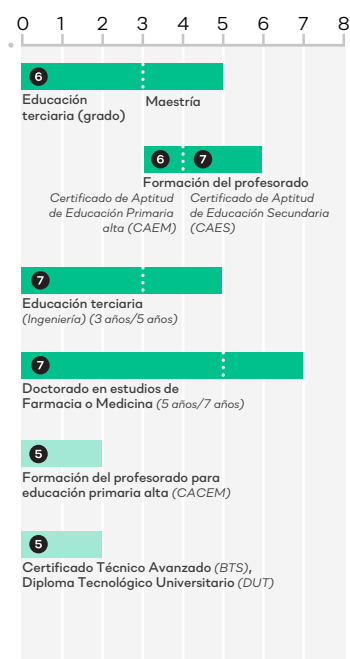 0 1 2 3 4 5 6 7 8
6
Educación
terciaria (grado)
Maestría
6 7
Formación del profesorado
Certificado de Aptitud
de Educación Primaria
alta (CAEM)
Certificado de Aptitud
de Educación Secundaria
(CAES)
7
Educación terciaria
(Ingeniería) (3 años/5 años)
7
Doctorado en estudios de
Farmacia o Medicina (5 años/7 años)
5
Formación del profesorado para
educación primaria alta (CACEM)
5
Certificado Técnico Avanzado (BTS),
Diploma Tecnológico Universitario (DUT)